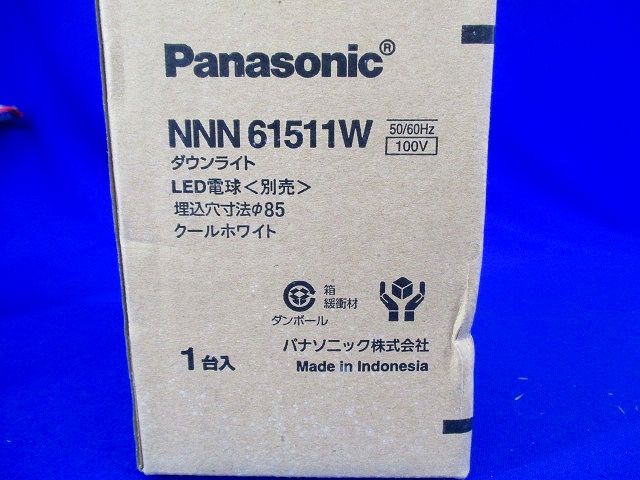 Panasonic®
NNN 61511W
50/60Hz
100V
ダウンライト
LED電球＜別売＞
埋込穴寸法φ85
クールホワイト
箱
緩衝材
ダンボール
1台入
パナソニック株式会社
Made in Indonesia